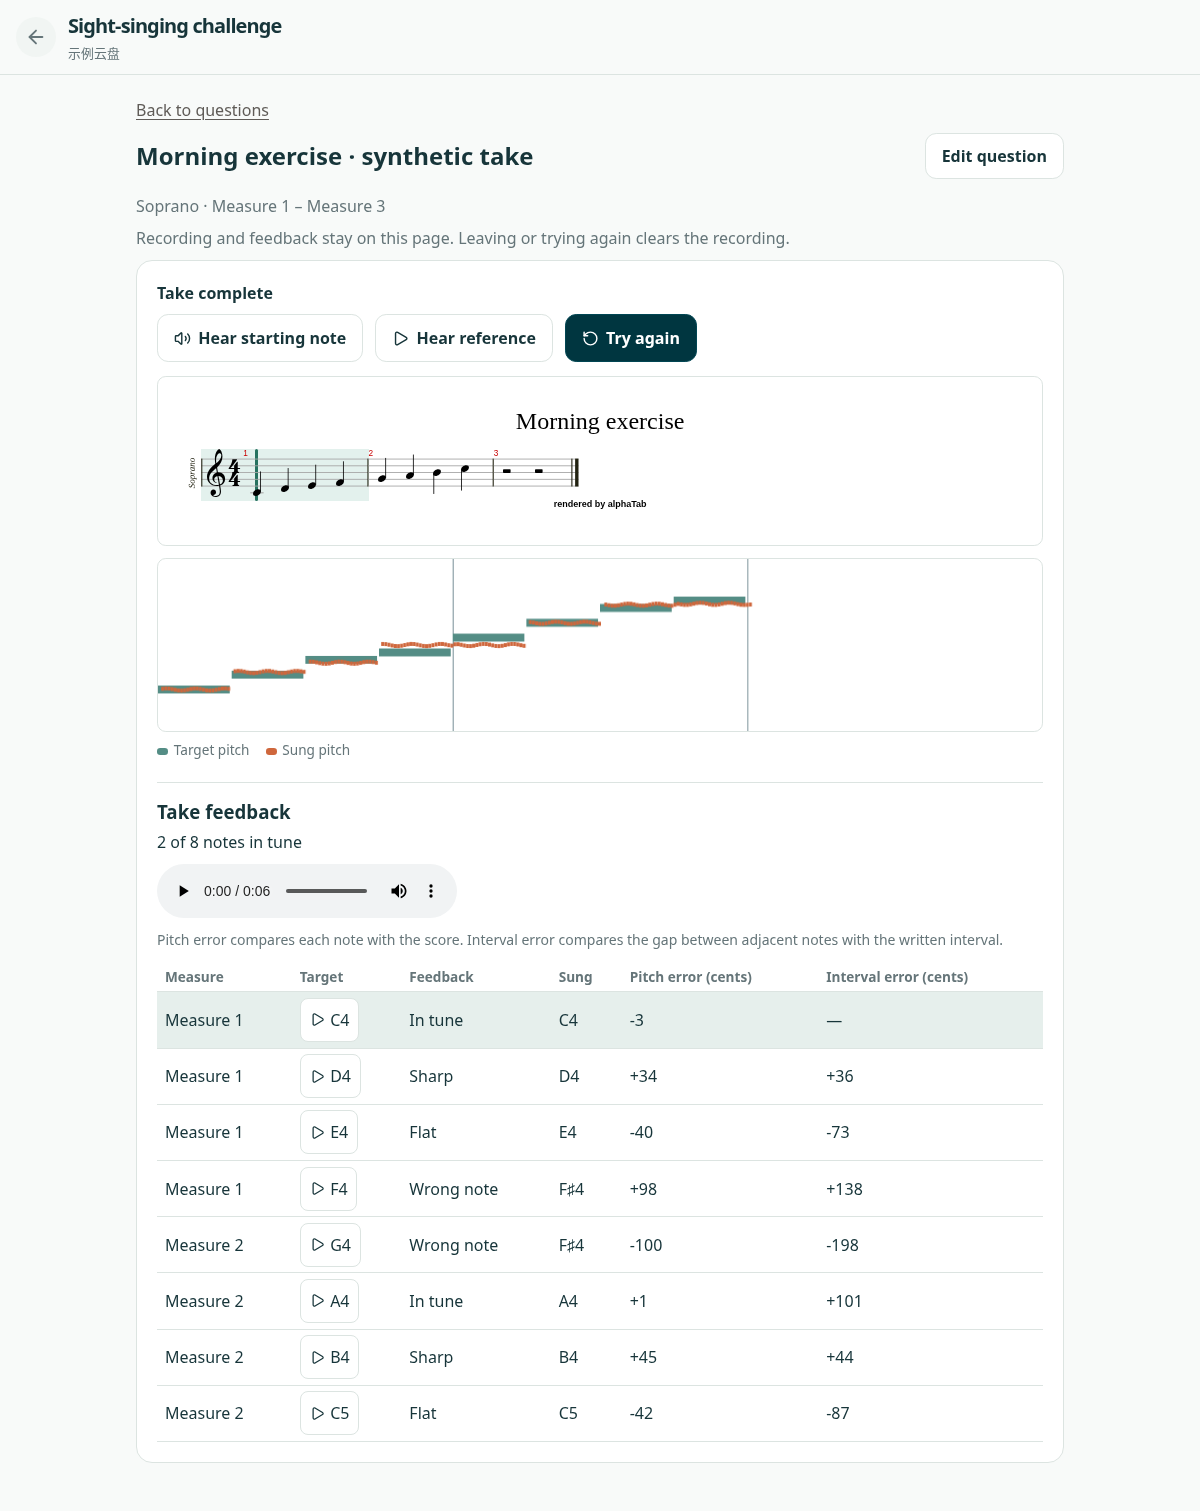 Sight-singing challenge
示例云盘
Back to questions
Morning exercise · synthetic take
Edit question
Soprano · Measure 1 – Measure 3
Recording and feedback stay on this page. Leaving or trying again clears the recording.
Take complete
Hear starting note
Hear reference
Try again
Morning exercise
Soprano
1
2
3
4
4
rendered by alphaTab
Target pitch
Sung pitch
Take feedback
2 of 8 notes in tune
0:00 / 0:06
Pitch error compares each note with the score. Interval error compares the gap between adjacent notes with the written interval.
Measure Target Feedback Sung Pitch error (cents) Interval error (cents)
Measure 1 C4 In tune C4 -3 —
Measure 1 D4 Sharp D4 +34 +36
Measure 1 E4 Flat E4 -40 -73
Measure 1 F4 Wrong note F♯4 +98 +138
Measure 2 G4 Wrong note F♯4 -100 -198
Measure 2 A4 In tune A4 +1 +101
Measure 2 B4 Sharp B4 +45 +44
Measure 2 C5 Flat C5 -42 -87